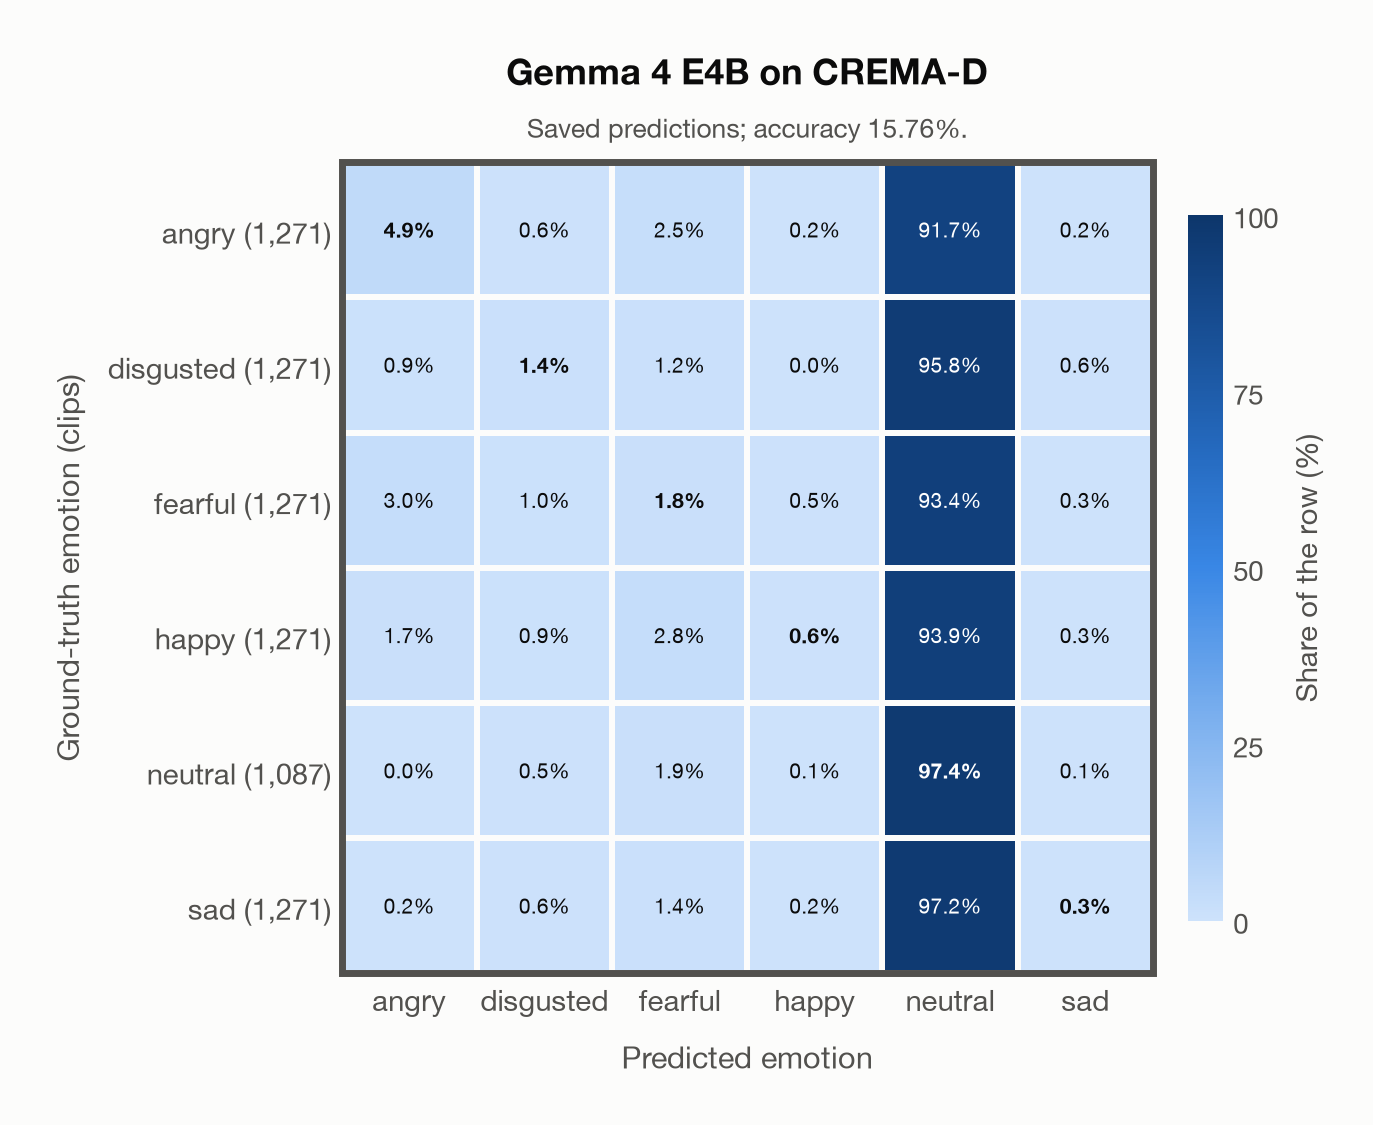 Gemma 4 E4B on CREMA-D
Saved predictions; accuracy 15.76%.
Ground-truth emotion (clips)
angry (1,271) 4.9% 0.6% 2.5% 0.2% 91.7% 0.2%
disgusted (1,271) 0.9% 1.4% 1.2% 0.0% 95.8% 0.6%
fearful (1,271) 3.0% 1.0% 1.8% 0.5% 93.4% 0.3%
happy (1,271) 1.7% 0.9% 2.8% 0.6% 93.9% 0.3%
neutral (1,087) 0.0% 0.5% 1.9% 0.1% 97.4% 0.1%
sad (1,271) 0.2% 0.6% 1.4% 0.2% 97.2% 0.3%
angry disgusted fearful happy neutral sad
Predicted emotion
100
75
50
25
0
Share of the row (%)